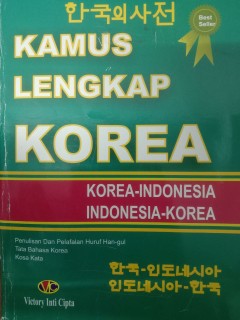 한국의사전
Best
Seller
KAMUS
LENGKAP
KOREA
KOREA-INDONESIA
INDONESIA-KOREA
Penulisan Dan Pelafalan Huruf Han-gul
Tata Bahasa Korea
Kosa Kata
한국-인도네시아
인도네시아-한국
VIC
Victory Inti Cipta